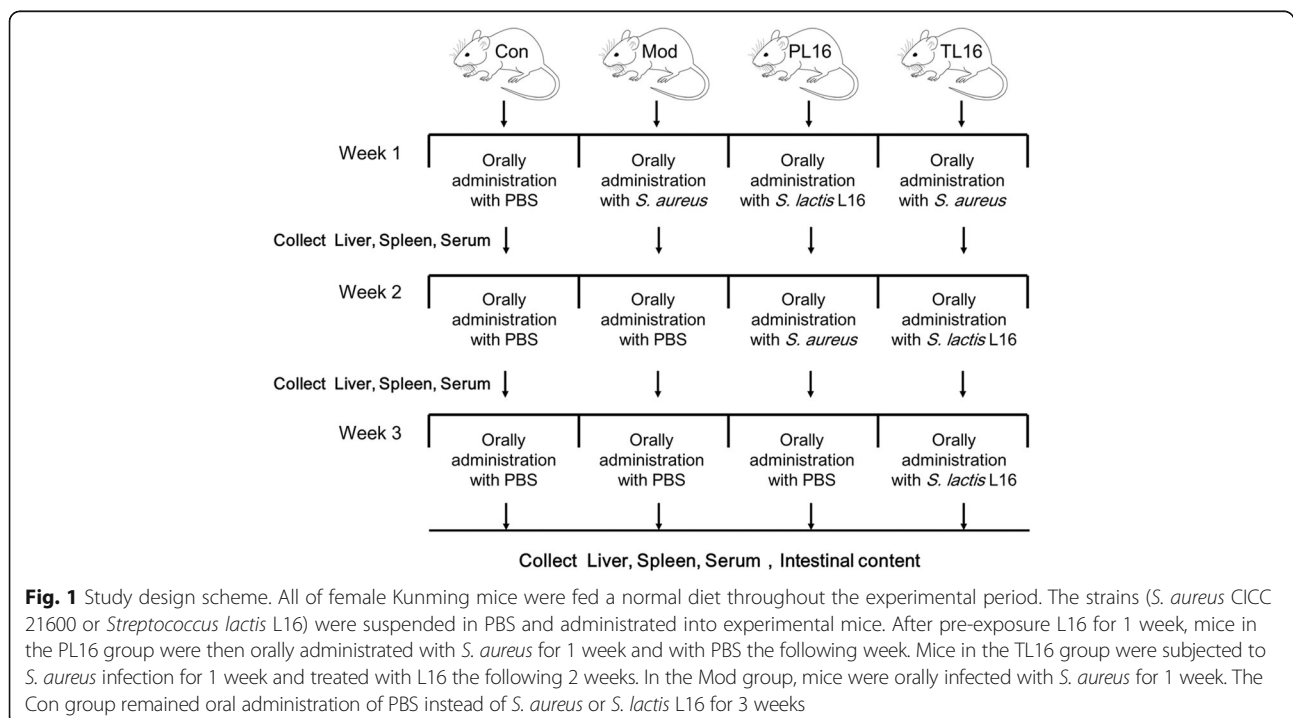 Con Mod PL16 TL16
Week 1
Orally administration with PBS
Orally administration with S. aureus
Orally administration with S. lactis L16
Orally administration with S. aureus
Collect Liver, Spleen, Serum
Week 2
Orally administration with PBS
Orally administration with PBS
Orally administration with S. aureus
Orally administration with S. lactis L16
Collect Liver, Spleen, Serum
Week 3
Orally administration with PBS
Orally administration with PBS
Orally administration with PBS
Orally administration with S. lactis L16
Collect Liver, Spleen, Serum , Intestinal content
Fig. 1 Study design scheme. All of female Kunming mice were fed a normal diet throughout the experimental period. The strains (S. aureus CICC
21600 or Streptococcus lactis L16) were suspended in PBS and administrated into experimental mice. After pre-exposure L16 for 1 week, mice in
the PL16 group were then orally administrated with S. aureus for 1 week and with PBS the following week. Mice in the TL16 group were subjected to
S. aureus infection for 1 week and treated with L16 the following 2 weeks. In the Mod group, mice were orally infected with S. aureus for 1 week. The
Con group remained oral administration of PBS instead of S. aureus or S. lactis L16 for 3 weeks